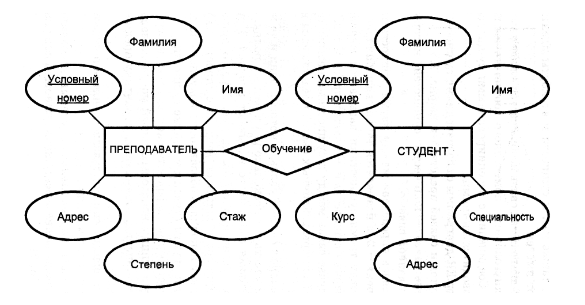 Фамилия
Фамилия
Условный
номер
Имя
Условный
номер
Имя
ПРЕПОДАВАТЕЛЬ
Обучение
СТУДЕНТ
Адрес
Стаж
Курс
Специальность
Степень
Адрес